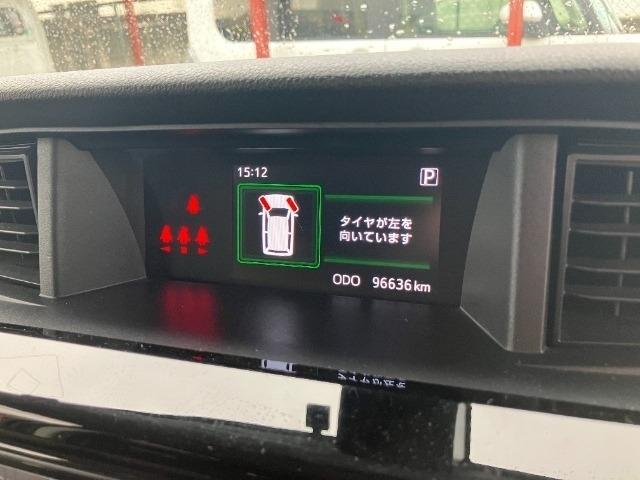 15:12 P
タイヤが左を
向いています
ODO 96636 km